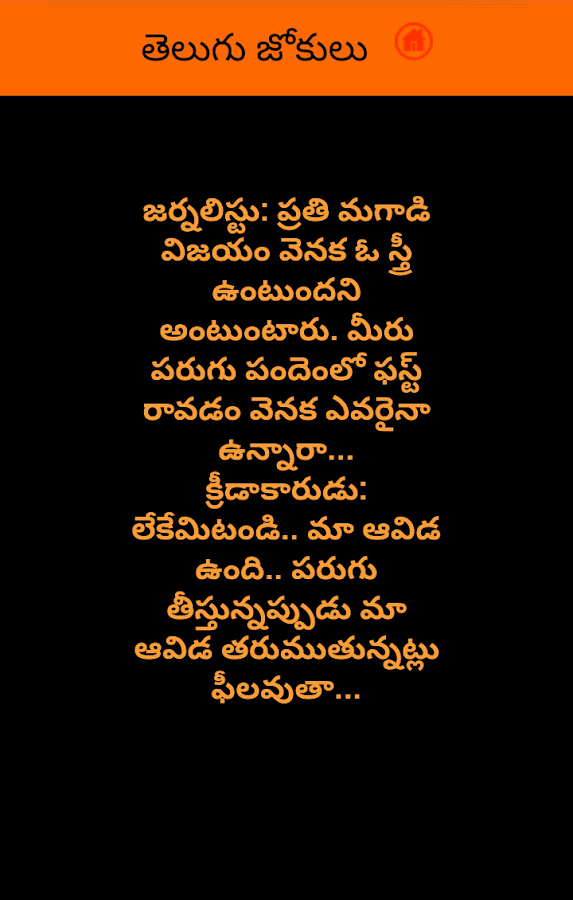 తెలుగు జోకులు
జర్నలిస్టు: ప్రతి మగాడి
విజయం వెనక ఓ స్త్రీ
ఉంటుందని
అంటుంటారు. మీరు
పరుగు పందెంలో ఫస్ట్
రావడం వెనక ఎవరైనా
ఉన్నారా...
క్రీడాకారుడు:
లేకేమిటండి.. మా ఆవిడ
ఉంది.. పరుగు
తీస్తున్నప్పుడు మా
ఆవిడ తరుముతున్నట్లు
ఫీలవుతా...